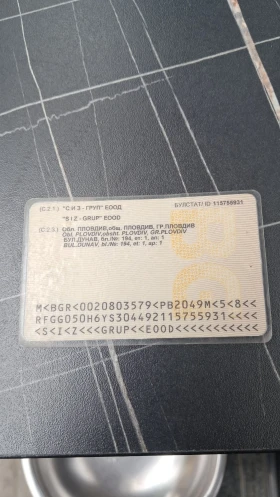 (C.2.1.) "С И З - ГРУП" ЕООД БУЛСТАТ/ ID 115755931
"S I Z - GRUP" EOOD
(C.2.3.) Обл. ПЛОВДИВ,общ. ПЛОВДИВ, ГР.ПЛОВДИВ
Obl. PLOVDIV,obsht. PLOVDIV, GR.PLOVDIV
БУЛ.ДУНАВ, бл./№: 194, ет: 1, ап: 1
BUL.DUNAV, bl./№: 194, et: 1, ap: 1
M<BGR<0020803579<PB2049M<5<8<<
RFGG050H6YS304492115755931<<<<
<S<I<Z<<<GRUP<<EOOD<<<<<<<<<<<